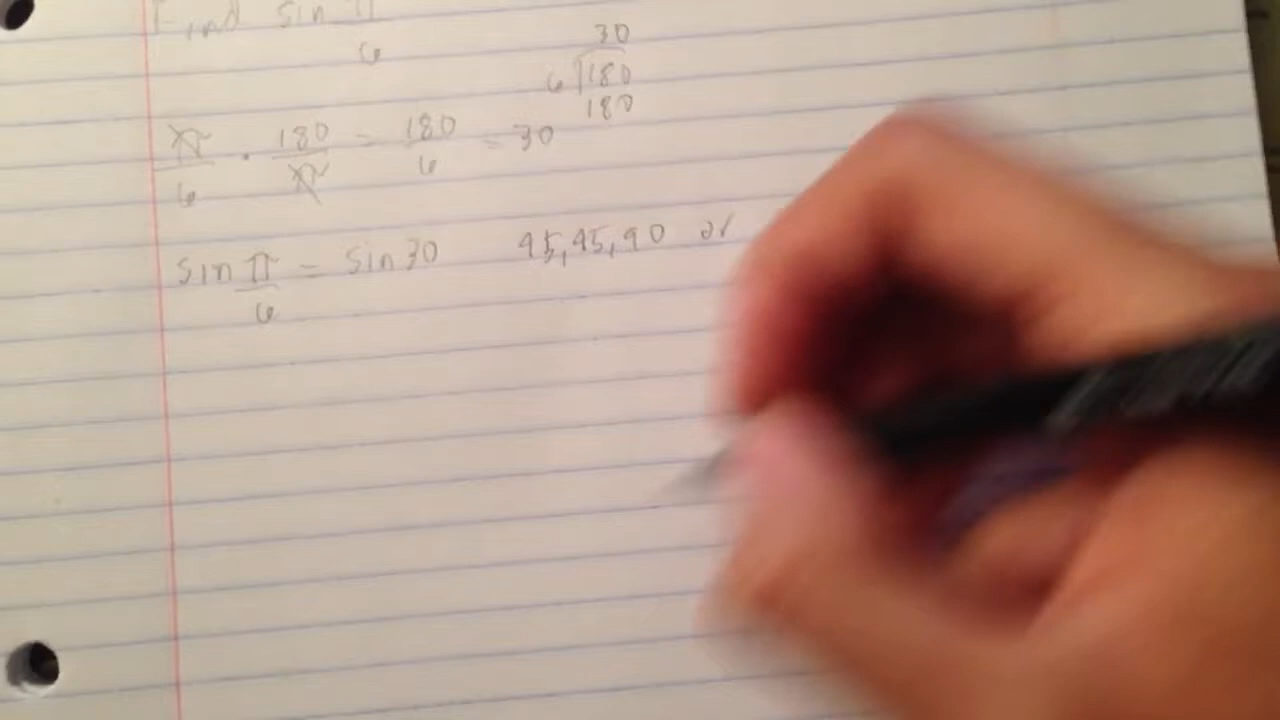 Find sin π/6
30
6)180
180
π/6 · 180/π = 180/6 = 30
sin π/6 = sin 30 45,45,90 or